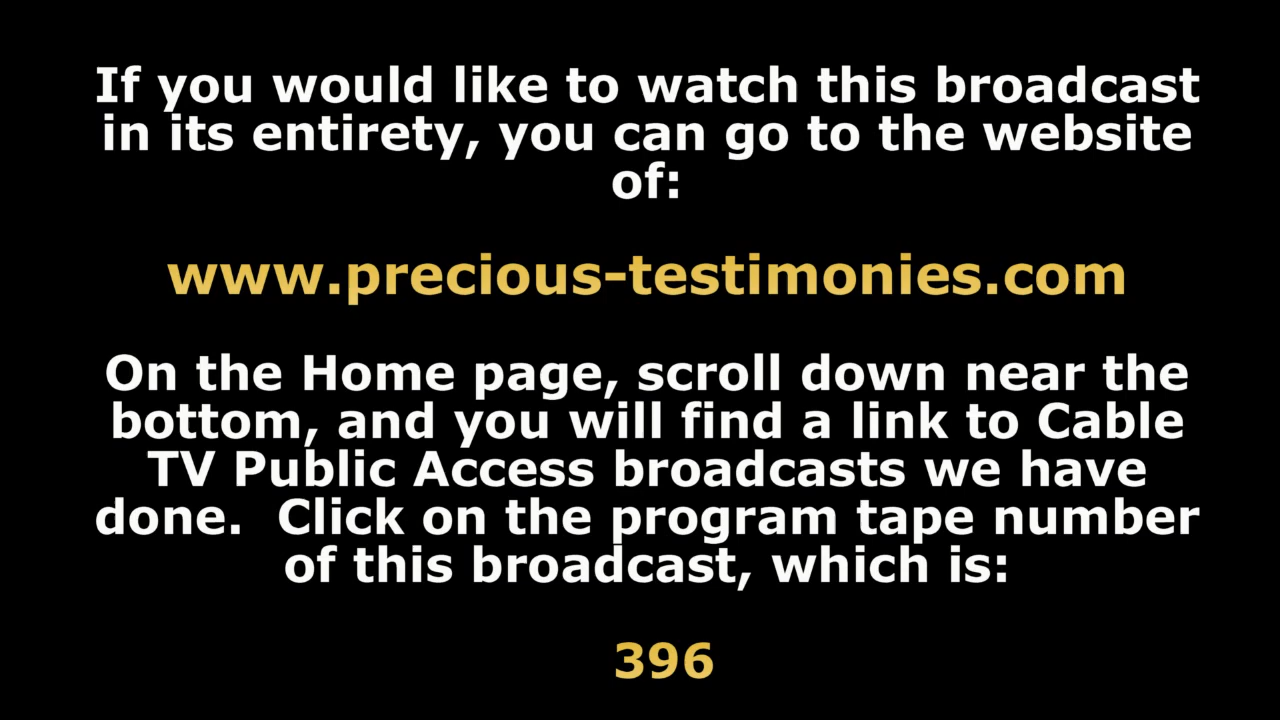 If you would like to watch this broadcast
in its entirety, you can go to the website
of:
www.precious-testimonies.com
On the Home page, scroll down near the
bottom, and you will find a link to Cable
TV Public Access broadcasts we have
done.  Click on the program tape number
of this broadcast, which is:
396